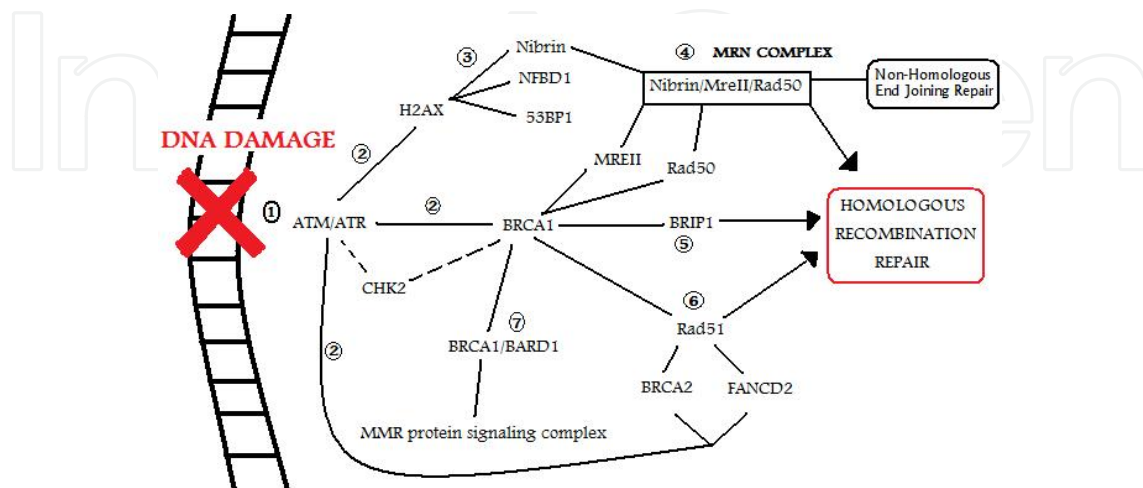 Nibrin
③
④ MRN COMPLEX
NFBD1
Nibrin/MreII/Rad50
Non-Homologous
End Joining Repair
H2AX
53BP1
DNA DAMAGE
②
MREII
Rad50
①
ATM/ATR
②
BRCA1
BRIP1
⑤
HOMOLOGOUS
RECOMBINATION
REPAIR
CHK2
⑥
Rad51
⑦
BRCA1/BARD1
②
BRCA2
FANCD2
MMR protein signaling complex